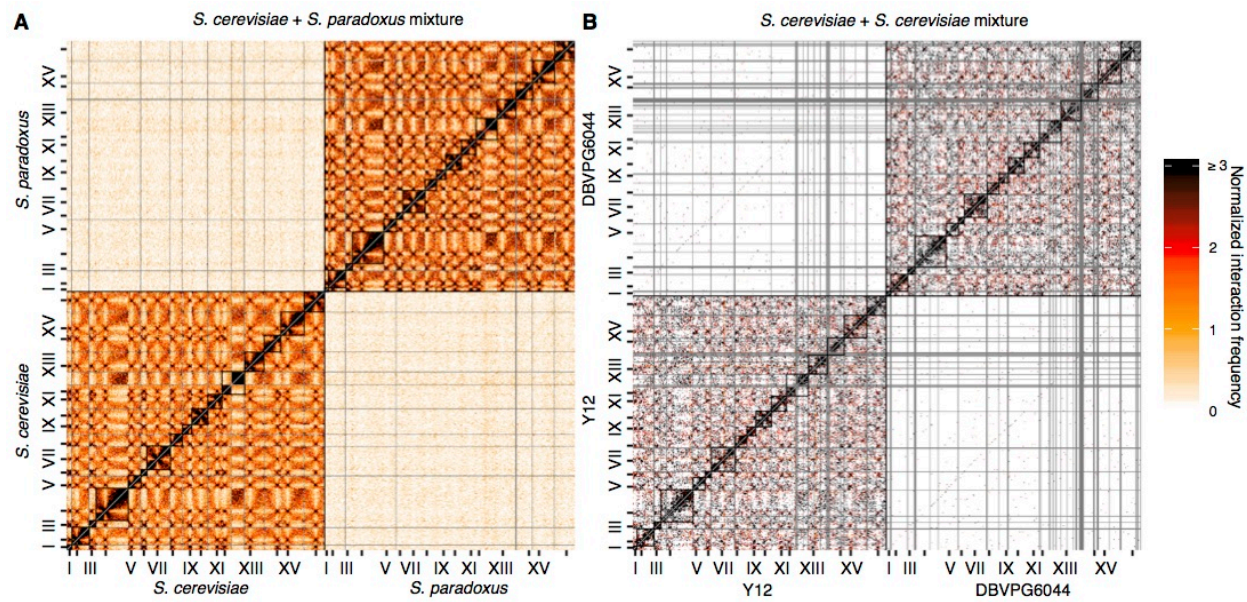 A
S. cerevisiae + S. paradoxus mixture
S. paradoxus
XV
XIII
XI
IX
VII
V
III
I
S. cerevisiae
XV
XIII
XI
IX
VII
V
III
I
I III V VII IX XI XIII XV I III V VII IX XI XIII XV
S. cerevisiae S. paradoxus
B
S. cerevisiae + S. cerevisiae mixture
DBVPG6044
XV
XIII
XI
IX
VII
V
III
I
Y12
XV
XIII
XI
IX
VII
V
III
I
I III V VII IX XI XIII XV I III V VII IX XI XIII XV
Y12 DBVPG6044
≥ 3
2
1
0
Normalized interaction frequency